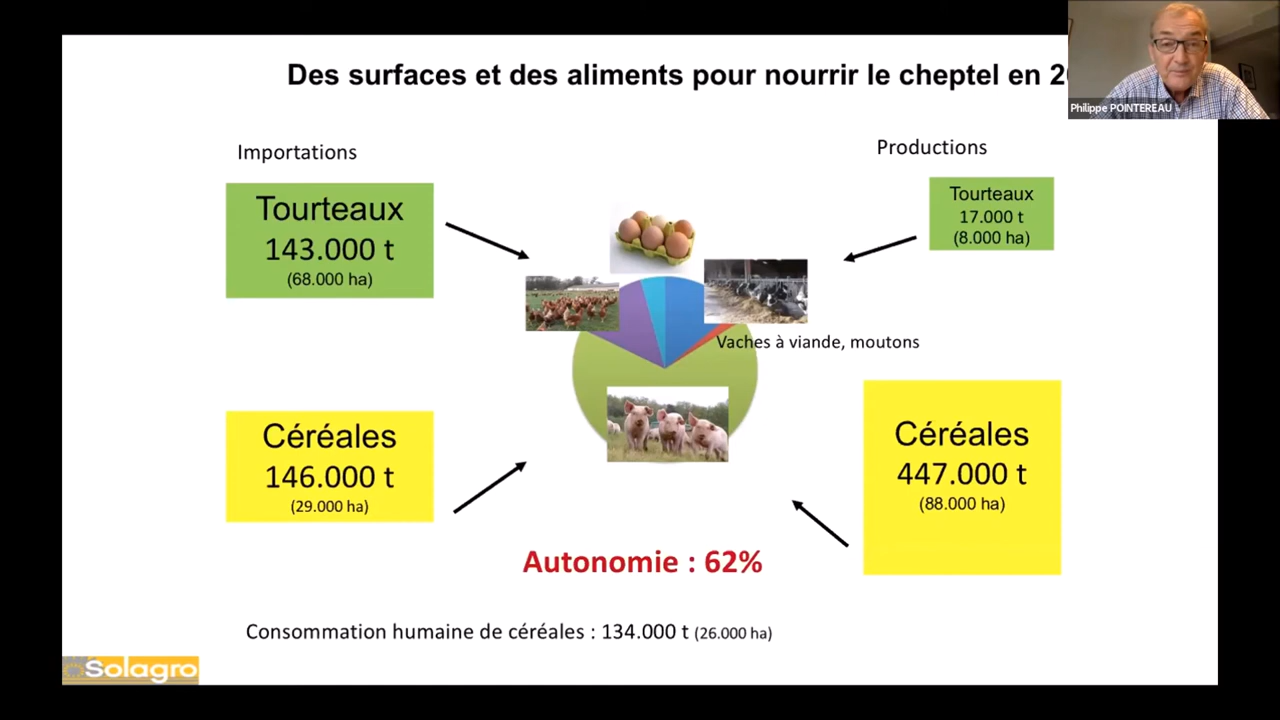 Des surfaces et des aliments pour nourrir le cheptel en
Philippe POINTEREAU
Importations
Productions
Tourteaux
143.000 t
(68.000 ha)
Tourteaux
17.000 t
(8.000 ha)
Vaches à viande, moutons
Céréales
146.000 t
(29.000 ha)
Céréales
447.000 t
(88.000 ha)
Autonomie : 62%
Consommation humaine de céréales : 134.000 t (26.000 ha)
Solagro